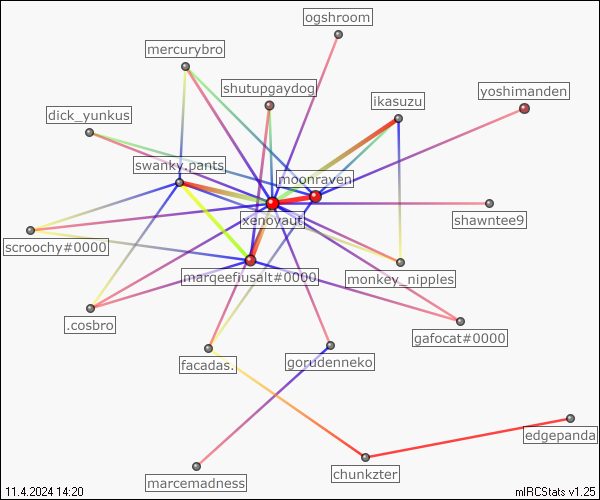 ogshroom
mercurybro
shutupgaydog
ikasuzu
yoshimanden
dick_yunkus
swanky.pants
moonraven
xenovaut
shawntee9
scroochy#0000
marqeefiusalt#0000
monkey_nipples
.cosbro
gafocat#0000
facadas.
gorudenneko
edgepanda
chunkzter
marcemadness
11.4.2024 14:20
mIRCStats v1.25